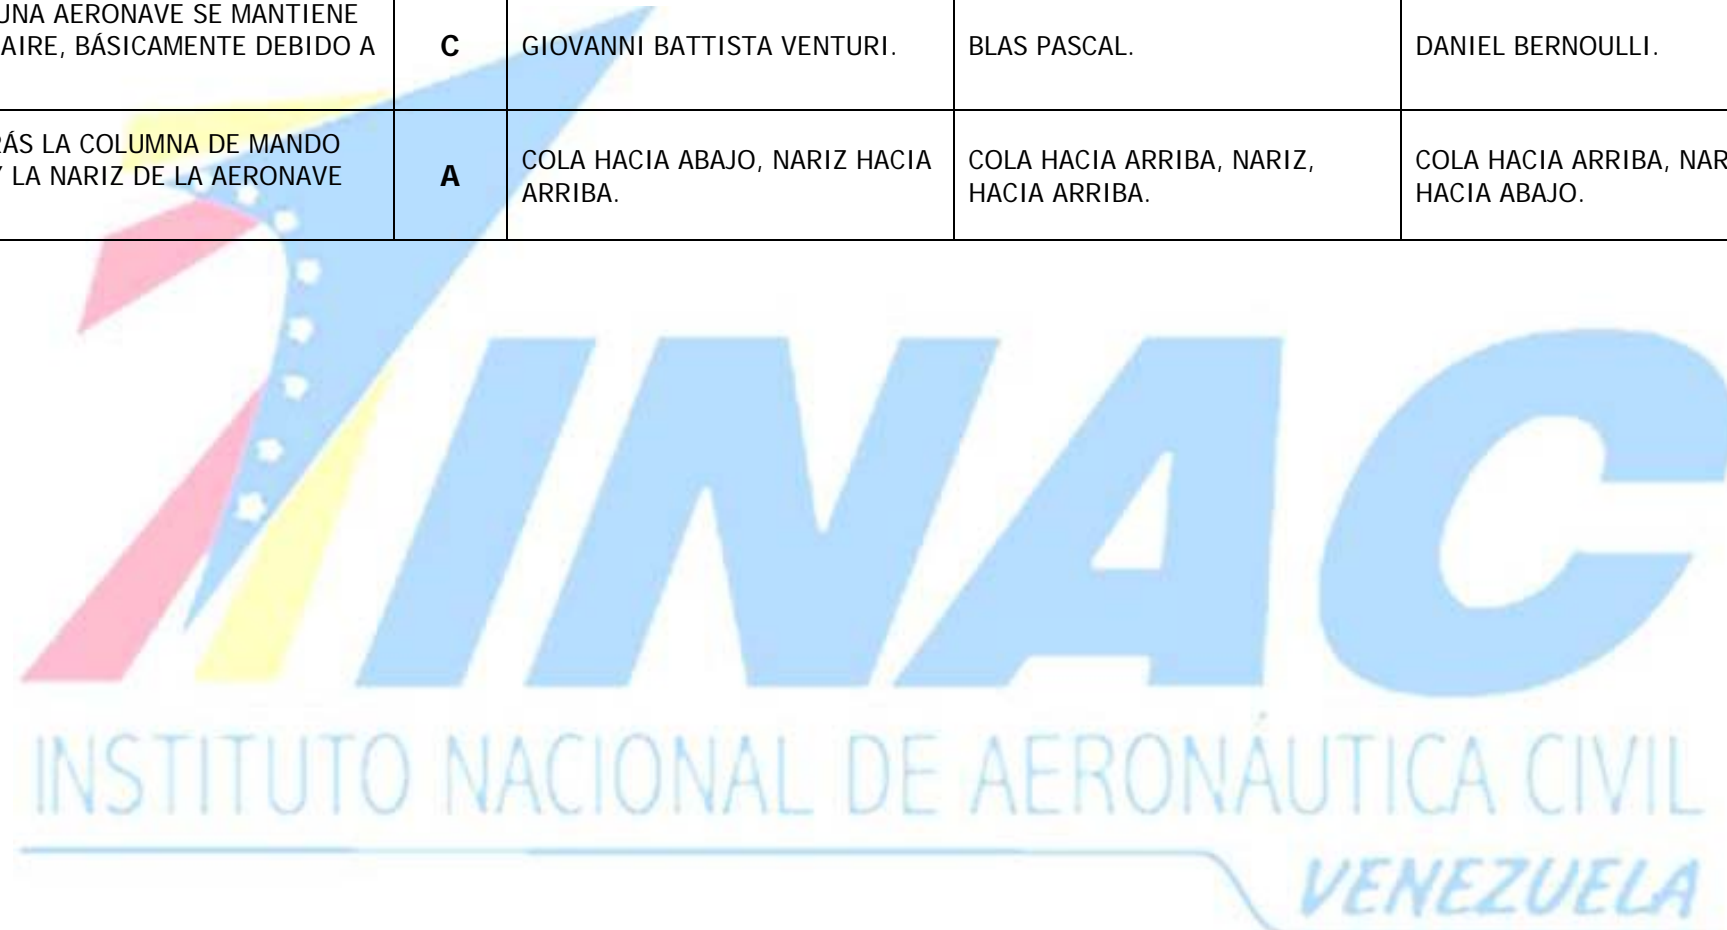 UNA AERONAVE SE MANTIENE
AIRE, BÁSICAMENTE DEBIDO A
C
GIOVANNI BATTISTA VENTURI.
BLAS PASCAL.
DANIEL BERNOULLI.
RÁS LA COLUMNA DE MANDO
Y LA NARIZ DE LA AERONAVE
A
COLA HACIA ABAJO, NARIZ HACIA
ARRIBA.
COLA HACIA ARRIBA, NARIZ,
HACIA ARRIBA.
COLA HACIA ARRIBA, NAR
HACIA ABAJO.
INAC
INSTITUTO NACIONAL DE AERONÁUTICA CIVIL
VENEZUELA